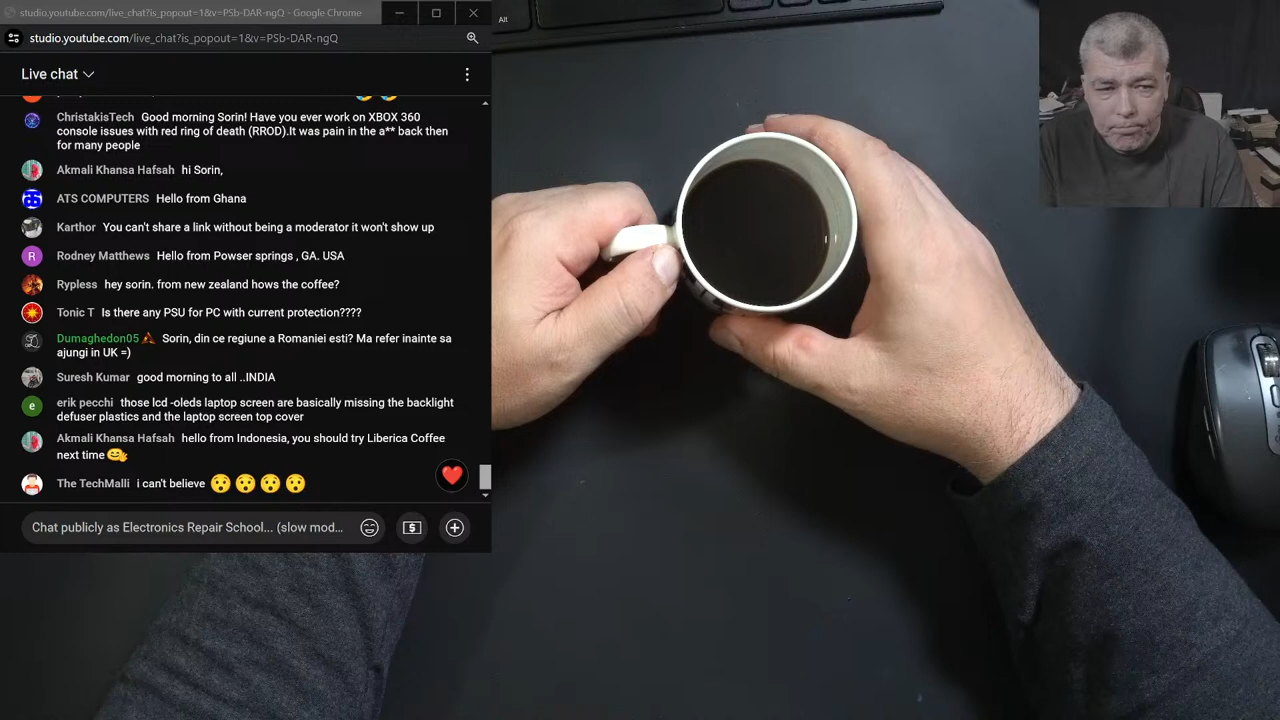 studio.youtube.com/live_chat?is_popout=1&v=PSb-DAR-ngQ - Google Chrome
studio.youtube.com/live_chat?is_popout=1&v=PSb-DAR-ngQ
Alt
Live chat
ChristakisTech Good morning Sorin! Have you ever work on XBOX 360
console issues with red ring of death (RROD).It was pain in the a** back then
for many people
Akmali Khansa Hafsah hi Sorin,
ATS COMPUTERS Hello from Ghana
Karthor You can't share a link without being a moderator it won't show up
R Rodney Matthews Hello from Powser springs , GA. USA
Rypless hey sorin. from new zealand hows the coffee?
Tonic T Is there any PSU for PC with current protection????
Dumaghedon05 Sorin, din ce regiune a Romaniei esti? Ma refer inainte sa
ajungi in UK =)
Suresh Kumar good morning to all ..INDIA
e erik pecchi those lcd -oleds laptop screen are basically missing the backlight
defuser plastics and the laptop screen top cover
Akmali Khansa Hafsah hello from Indonesia, you should try Liberica Coffee
next time 😋
The TechMalli i can't believe 😯😯😯😯
Chat publicly as Electronics Repair School... (slow mod...